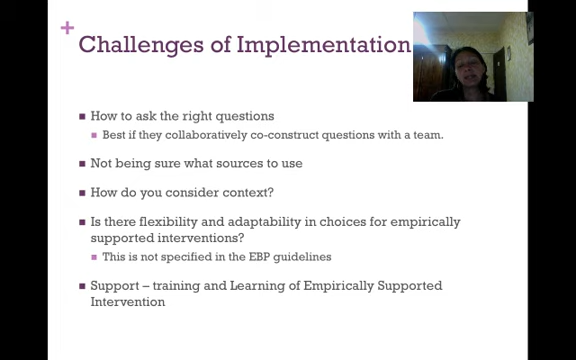 +
Challenges of Implementation
How to ask the right questions
Best if they collaboratively co-construct questions with a team.
Not being sure what sources to use
How do you consider context?
Is there flexibility and adaptability in choices for empirically
supported interventions?
This is not specified in the EBP guidelines
Support – training and Learning of Empirically Supported
Intervention